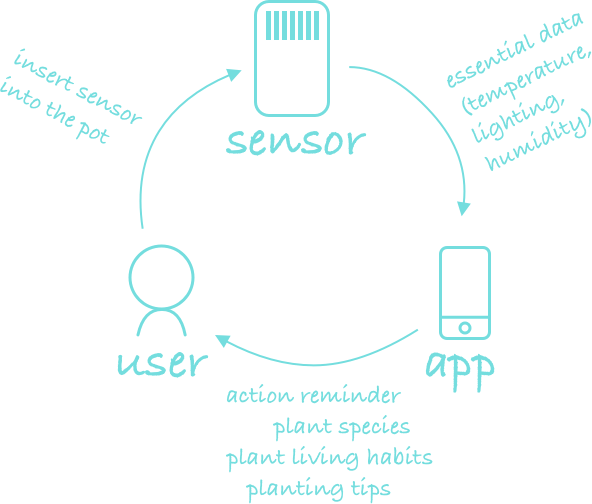 insert sensor
into the pot
sensor
essential data
(temperature,
lighting,
humidity)
user
app
action reminder
plant species
plant living habits
planting tips